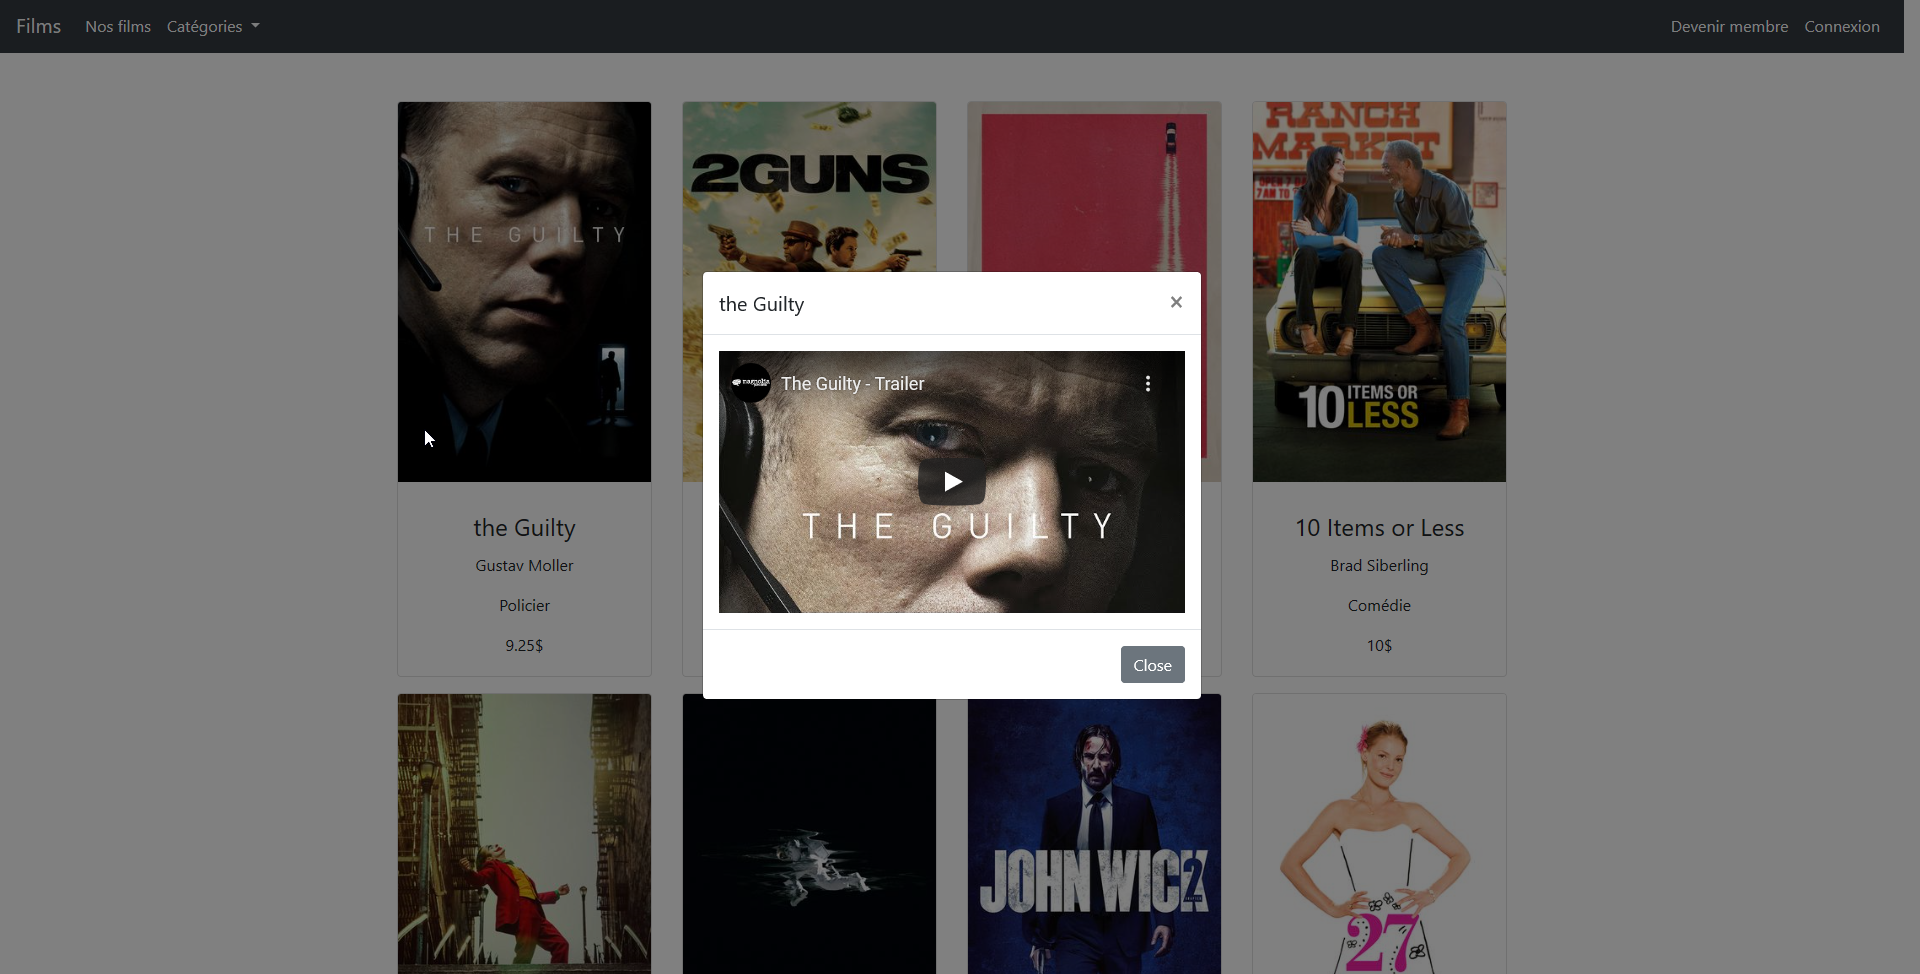 Films Nos films Catégories Devenir membre Connexion
THE GUILTY
2GUNS
RANCH
MARKET
10 ITEMS OR
LESS
the Guilty ×
magnolia
The Guilty - Trailer
THE GUILTY
Close
the Guilty
Gustav Moller
Policier
9.25$
10 Items or Less
Brad Siberling
Comédie
10$
JOHN WICK
2
27